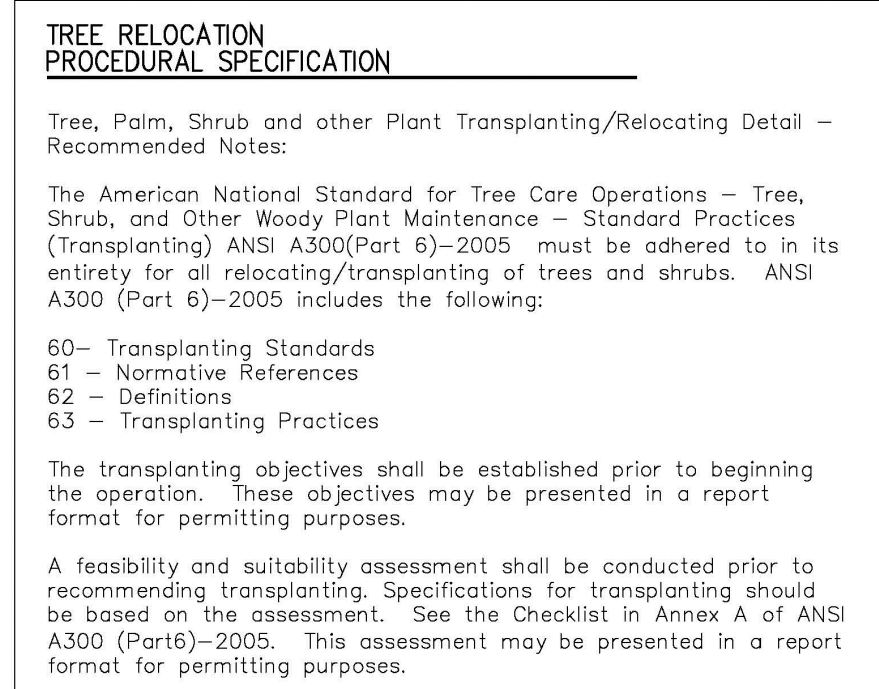 TREE RELOCATION
PROCEDURAL SPECIFICATION
Tree, Palm, Shrub and other Plant Transplanting/Relocating Detail –
Recommended Notes:
The American National Standard for Tree Care Operations – Tree,
Shrub, and Other Woody Plant Maintenance – Standard Practices
(Transplanting) ANSI A300(Part 6)–2005  must be adhered to in its
entirety for all relocating/transplanting of trees and shrubs.  ANSI
A300 (Part 6)–2005 includes the following:
60– Transplanting Standards
61 – Normative References
62 – Definitions
63 – Transplanting Practices
The transplanting objectives shall be established prior to beginning
the operation.  These objectives may be presented in a report
format for permitting purposes.
A feasibility and suitability assessment shall be conducted prior to
recommending transplanting. Specifications for transplanting should
be based on the assessment.  See the Checklist in Annex A of ANSI
A300 (Part6)–2005.  This assessment may be presented in a report
format for permitting purposes.